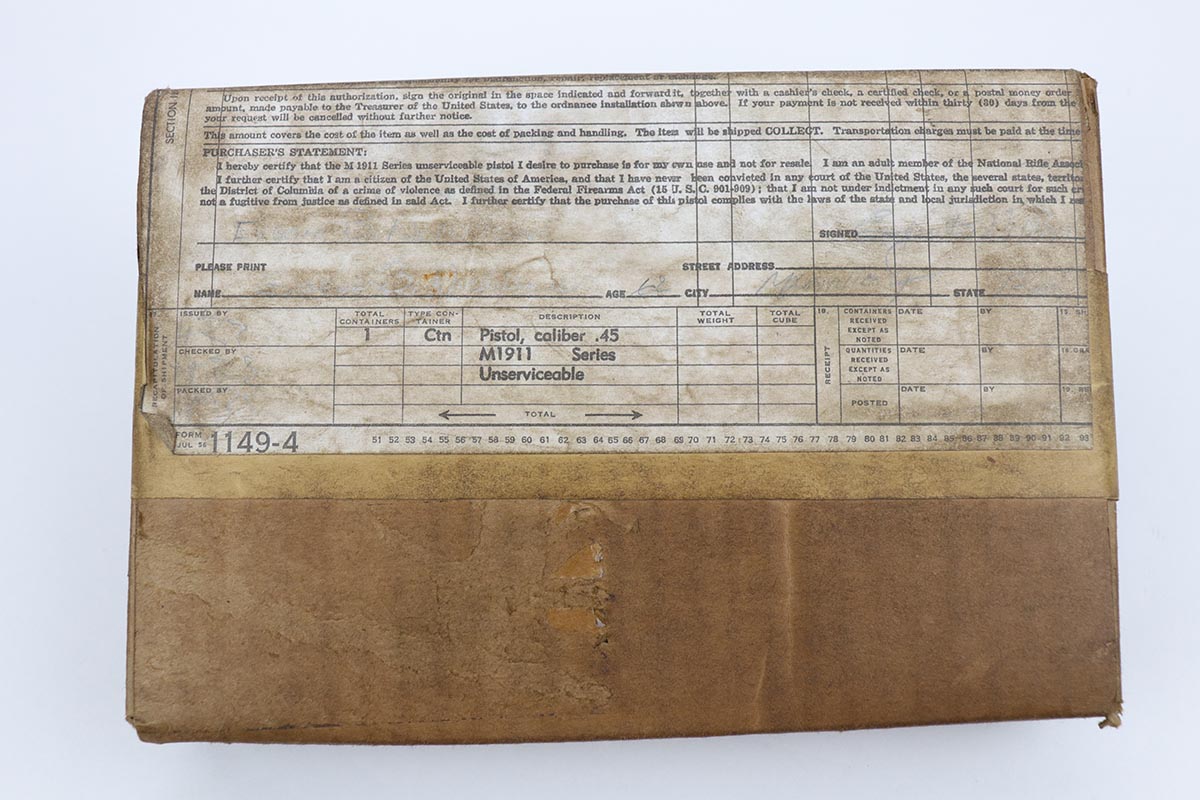 SECTION
Upon receipt of this authorization, sign the original in the space indicated and forward it, together with a cashier's check, a certified check, or a postal money order
amount, made payable to the Treasurer of the United States, to the ordnance installation shown above. If your payment is not received within thirty (30) days from the
your request will be cancelled without further notice.
This amount covers the cost of the item as well as the cost of packing and handling. The item will be shipped COLLECT. Transportation charges must be paid at the time
PURCHASER'S STATEMENT:
I hereby certify that the M 1911 Series unserviceable pistol I desire to purchase is for my own use and not for resale. I am an adult member of the National Rifle Assoc
I further certify that I am a citizen of the United States of America, and that I have never been convicted in any court of the United States, the several states, territor
the District of Columbia of a crime of violence as defined in the Federal Firearms Act (15 U. S. C. 901-909); that I am not under indictment in any such court for such cr
not a fugitive from justice as defined in said Act. I further certify that the purchase of this pistol complies with the laws of the state and local jurisdiction in which I res
SIGNED
PLEASE PRINT STREET ADDRESS
NAME AGE CITY STATE
RECAPITULATION OF SHIPMENT
ISSUED BY
CHECKED BY
PACKED BY
TOTAL CONTAINERS TYPE CON-TAINER DESCRIPTION TOTAL WEIGHT TOTAL CUBE
1 Ctn Pistol, caliber .45
M1911 Series
Unserviceable
TOTAL
18. RECEIPT
CONTAINERS RECEIVED EXCEPT AS NOTED DATE BY
QUANTITIES RECEIVED EXCEPT AS NOTED DATE BY
POSTED DATE BY
FORM
JUL 56 1149-4
51 52 53 54 55 56 57 58 59 60 61 62 63 64 65 66 67 68 69 70 71 72 73 74 75 76 77 78 79 80 81 82 83 84 85 86 87 88 89 90 91 92 93